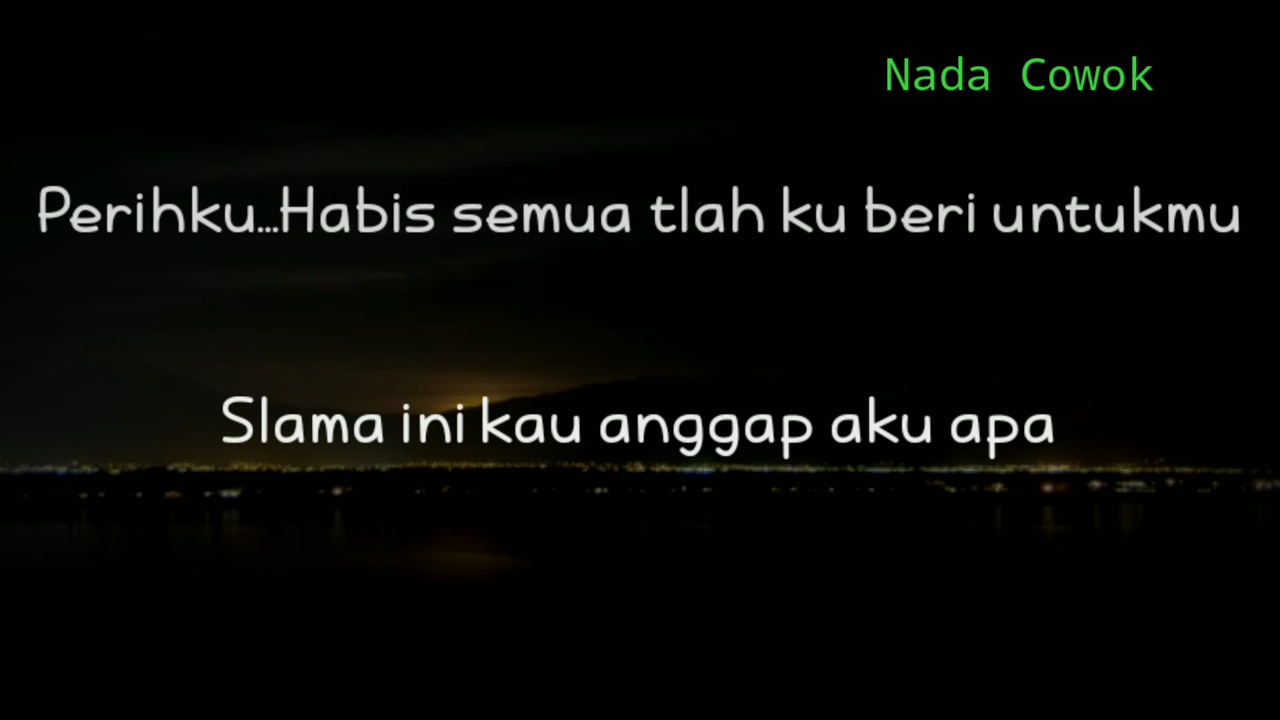 Nada Cowok
Perihku...Habis semua tlah ku beri untukmu
Slama ini kau anggap aku apa